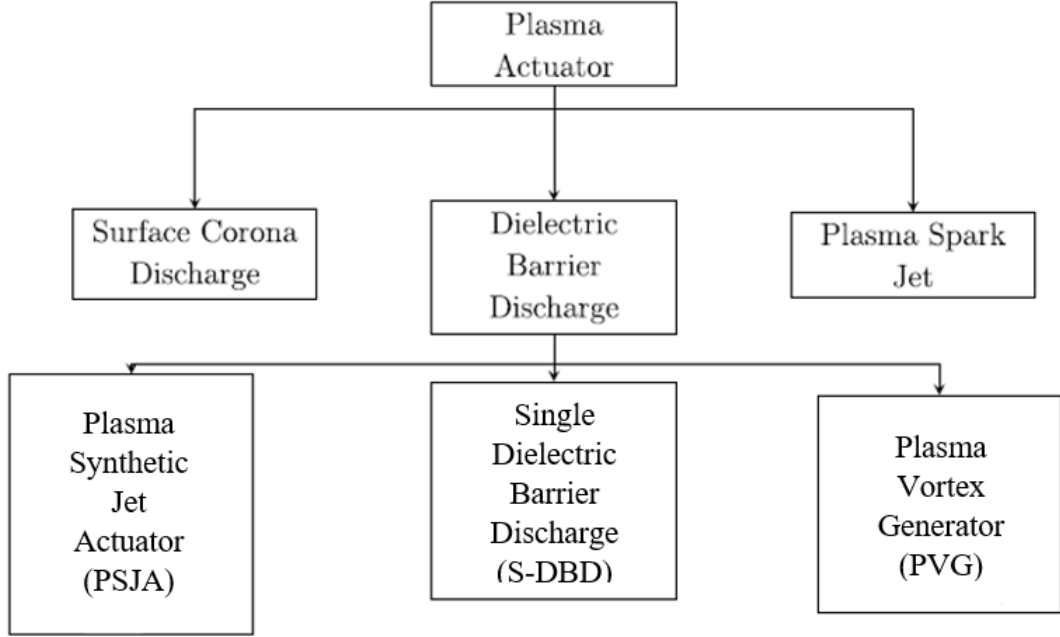 Plasma
Actuator
Surface Corona
Discharge
Dielectric
Barrier
Discharge
Plasma Spark
Jet
Plasma
Synthetic
Jet
Actuator
(PSJA)
Single
Dielectric
Barrier
Discharge
(S-DBD)
Plasma
Vortex
Generator
(PVG)